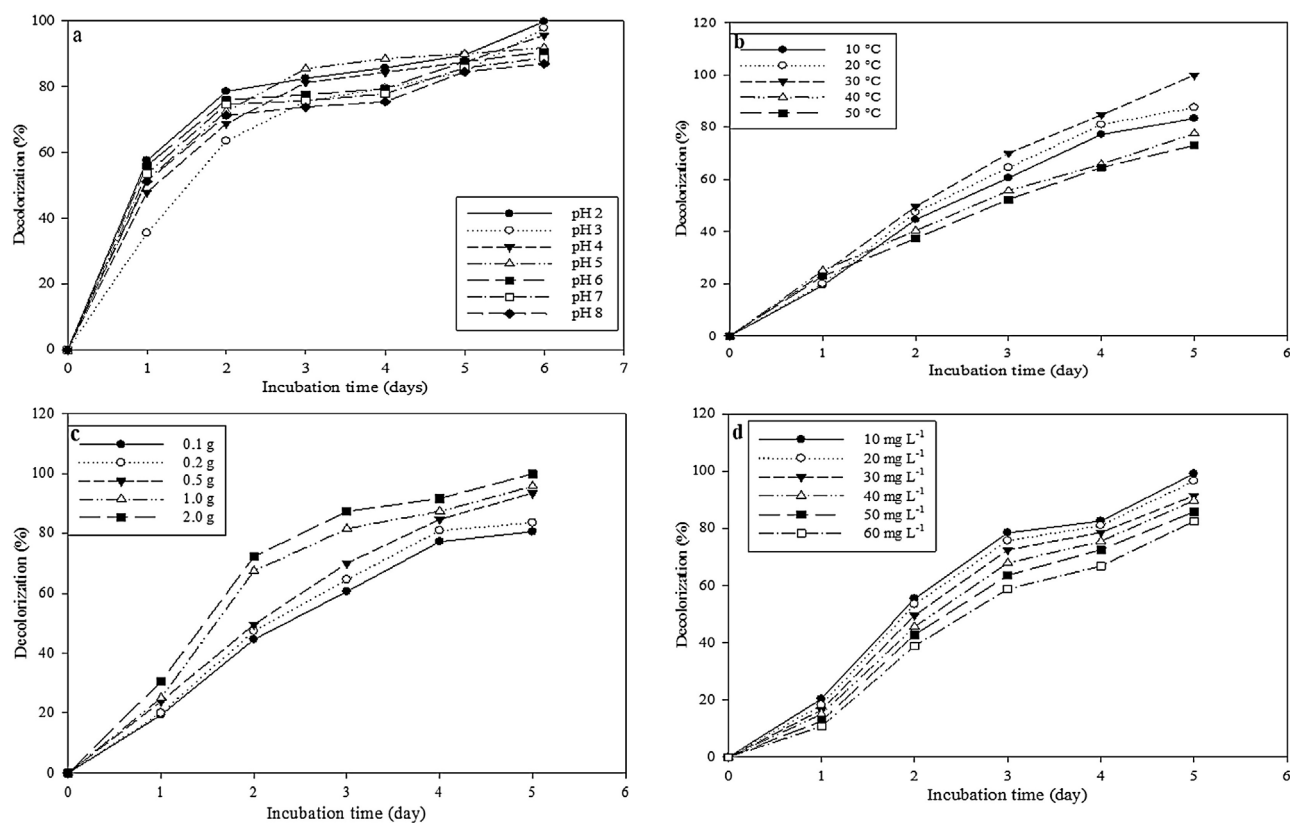 a
100
80
60
40
20
0
Decolorization (%)
pH 2
pH 3
pH 4
pH 5
pH 6
pH 7
pH 8
0 1 2 3 4 5 6 7
Incubation time (days)
b
120
100
80
60
40
20
0
Decolorization (%)
10 °C
20 °C
30 °C
40 °C
50 °C
0 1 2 3 4 5 6
Incubation time (day)
c
120
100
80
60
40
20
0
Decolorization (%)
0.1 g
0.2 g
0.5 g
1.0 g
2.0 g
0 1 2 3 4 5 6
Incubation time (day)
d
120
100
80
60
40
20
0
Decolorization (%)
10 mg L⁻¹
20 mg L⁻¹
30 mg L⁻¹
40 mg L⁻¹
50 mg L⁻¹
60 mg L⁻¹
0 1 2 3 4 5 6
Incubation time (day)